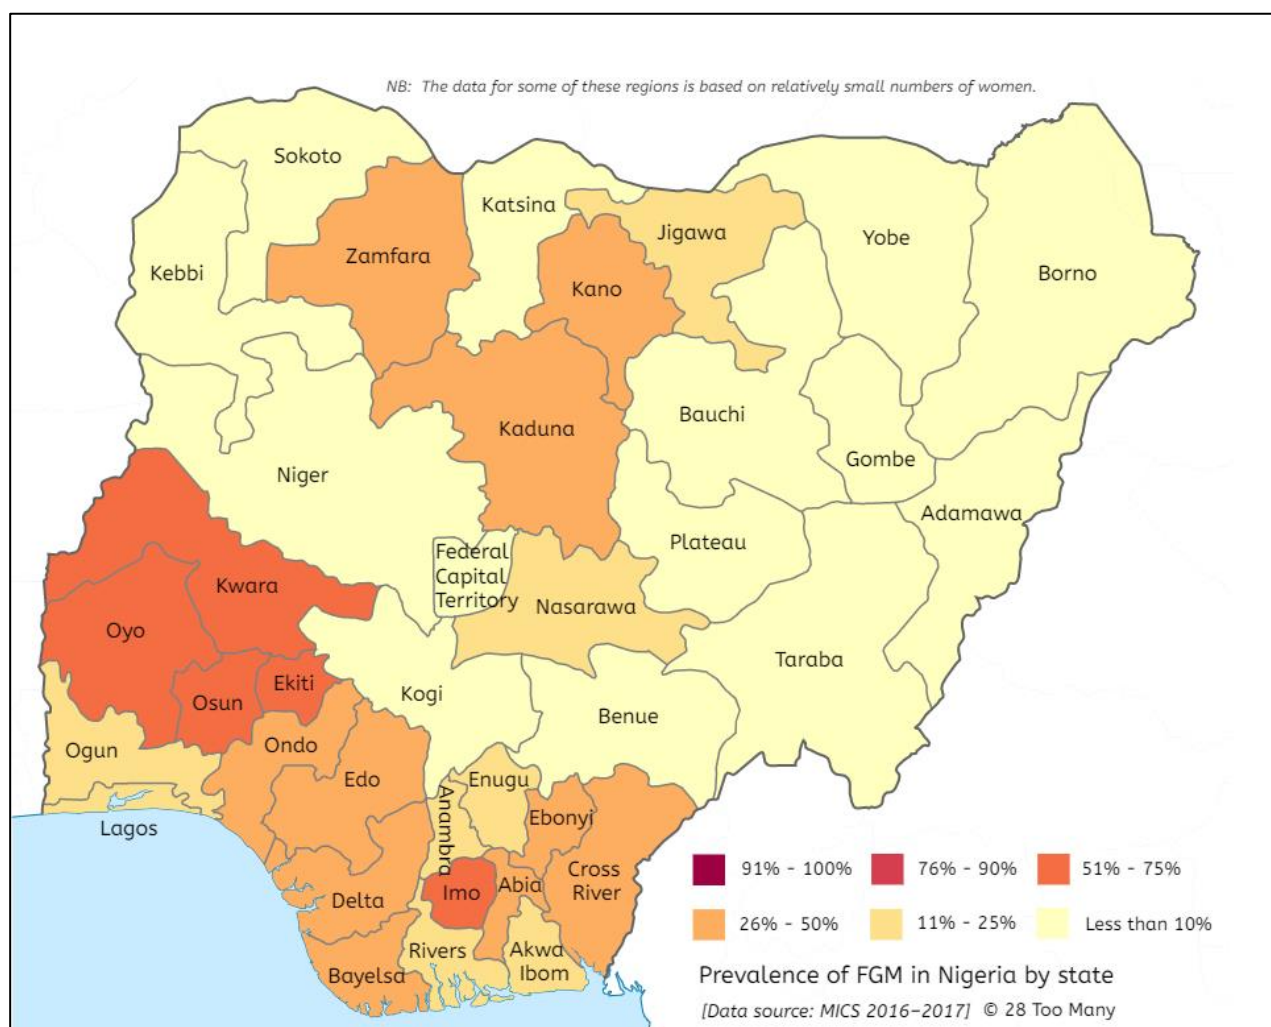 NB: The data for some of these regions is based on relatively small numbers of women.
Sokoto
Katsina
Jigawa
Yobe
Borno
Kebbi
Zamfara
Kano
Kaduna
Bauchi
Gombe
Niger
Adamawa
Plateau
Federal
Capital
Territory
Nasarawa
Kwara
Oyo
Taraba
Osun
Ekiti
Kogi
Benue
Ogun
Ondo
Edo
Enugu
Anambra
Ebonyi
Lagos
Cross
River
Abia
Imo
Delta
Rivers
Akwa
Ibom
Bayelsa
91% - 100%
76% - 90%
51% - 75%
26% - 50%
11% - 25%
Less than 10%
Prevalence of FGM in Nigeria by state
[Data source: MICS 2016–2017] © 28 Too Many